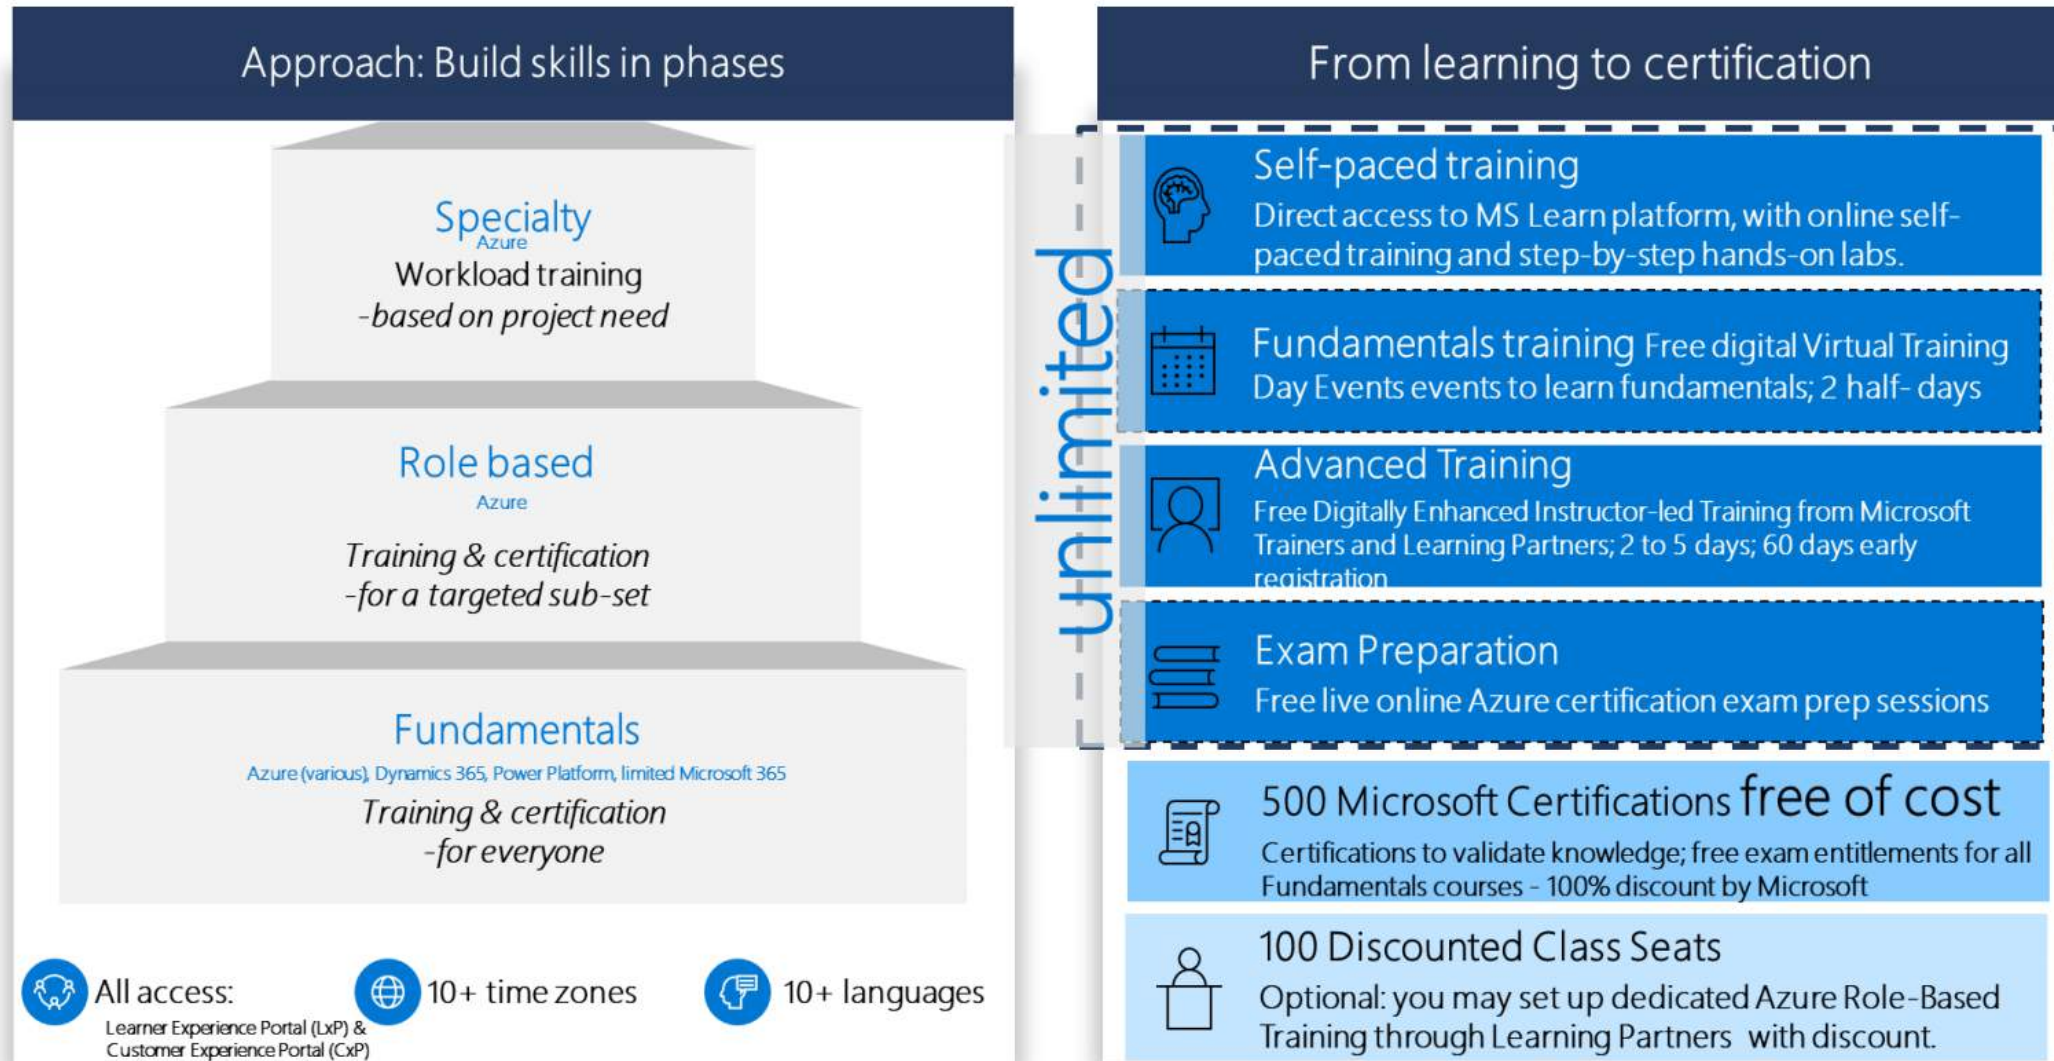 Approach: Build skills in phases
Specialty
Azure
Workload training
-based on project need
Role based
Azure
Training & certification
-for a targeted sub-set
Fundamentals
Azure (various), Dynamics 365, Power Platform, limited Microsoft 365
Training & certification
-for everyone
All access:
Learner Experience Portal (LxP) &
Customer Experience Portal (CxP)
10+ time zones
10+ languages
From learning to certification
unlimited
Self-paced training
Direct access to MS Learn platform, with online self-
paced training and step-by-step hands-on labs.
Fundamentals training Free digital Virtual Training
Day Events events to learn fundamentals; 2 half- days
Advanced Training
Free Digitally Enhanced Instructor-led Training from Microsoft
Trainers and Learning Partners; 2 to 5 days; 60 days early
registration
Exam Preparation
Free live online Azure certification exam prep sessions
500 Microsoft Certifications free of cost
Certifications to validate knowledge; free exam entitlements for all
Fundamentals courses - 100% discount by Microsoft
100 Discounted Class Seats
Optional: you may set up dedicated Azure Role-Based
Training through Learning Partners with discount.